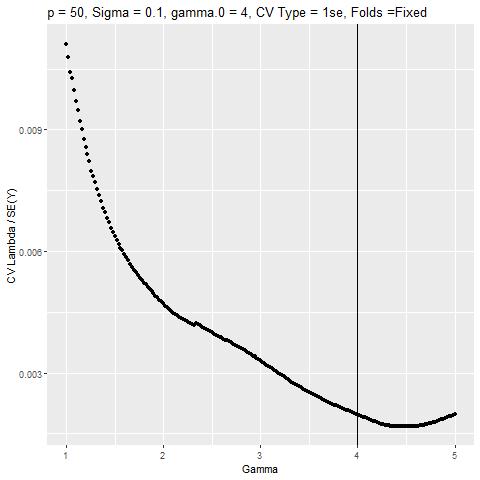 p = 50, Sigma = 0.1, gamma.0 = 4, CV Type = 1se, Folds =Fixed
CV Lambda / SE(Y)
0.009
0.006
0.003
1 2 3 4 5
Gamma